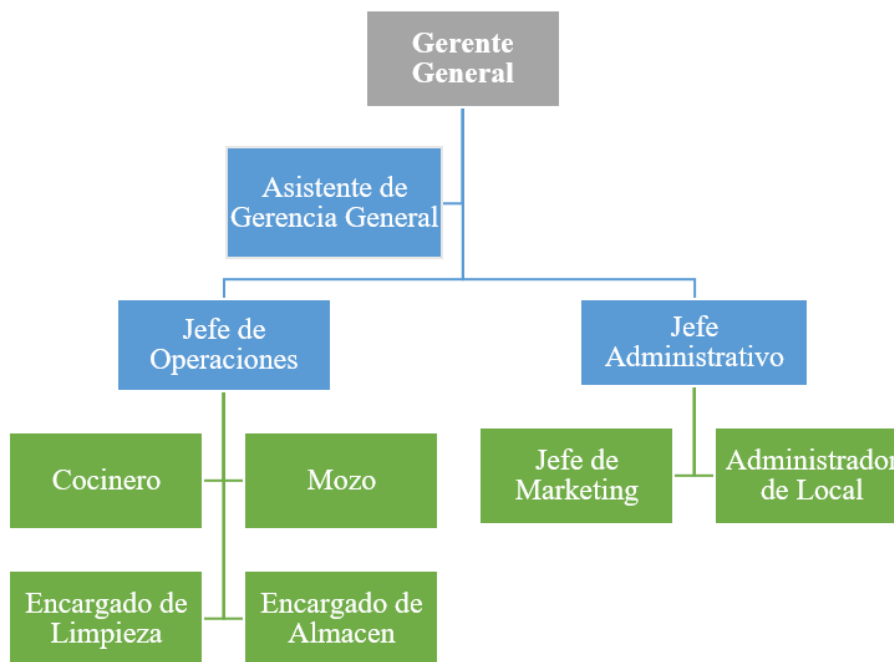 Gerente
General
Asistente de
Gerencia General
Jefe de
Operaciones
Jefe
Administrativo
Cocinero
Mozo
Jefe de
Marketing
Administrador
de Local
Encargado de
Limpieza
Encargado de
Almacen